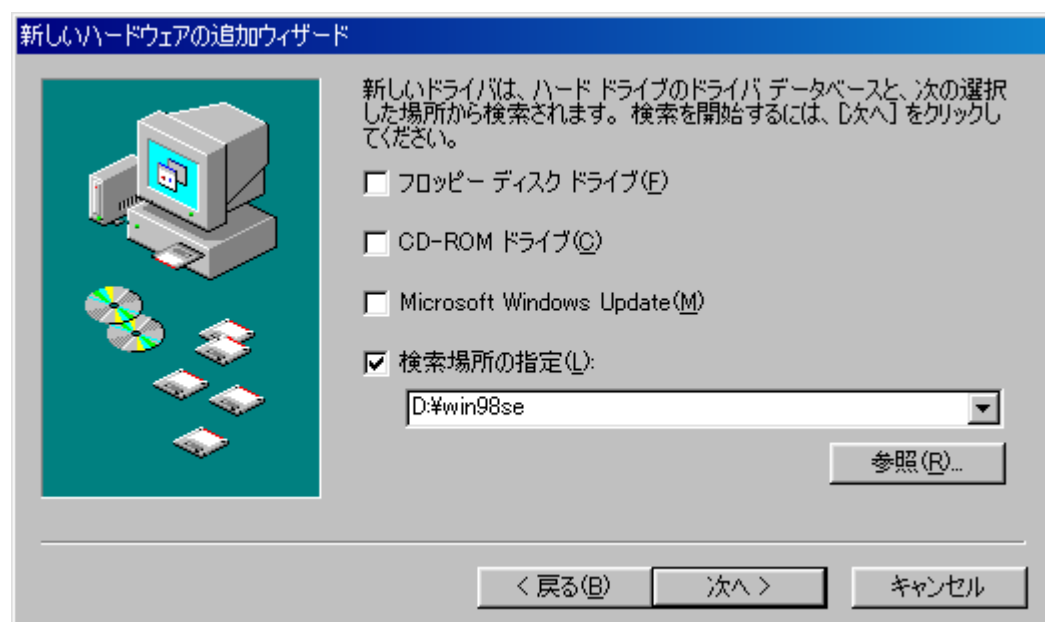 新しいハードウェアの追加ウィザード
新しいドライバは、ハード ドライブのドライバ データベースと、次の選択
した場所から検索されます。検索を開始するには、[次へ] をクリックし
てください。
フロッピー ディスク ドライブ(F)
CD-ROM ドライブ(C)
Microsoft Windows Update(M)
検索場所の指定(L):
D:¥win98se
参照(R)...
< 戻る(B)
次へ >
キャンセル